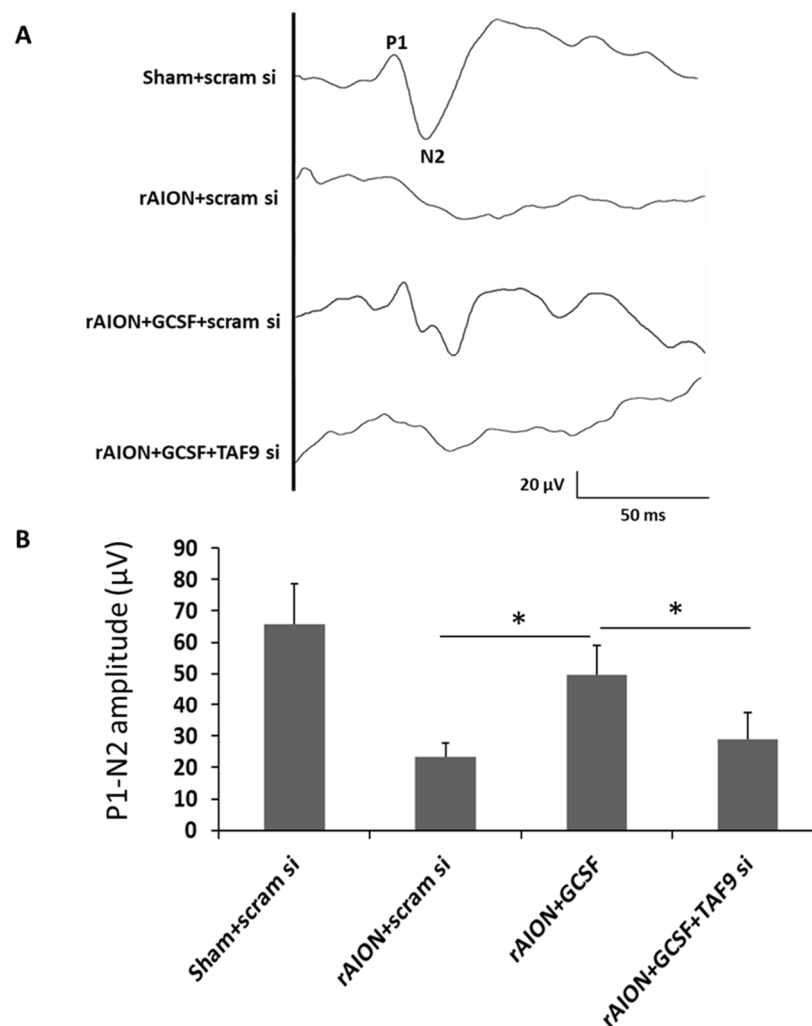 A
P1
Sham+scram si
N2
rAION+scram si
rAION+GCSF+scram si
rAION+GCSF+TAF9 si
20 µV
50 ms
B
P1-N2 amplitude (µV)
90
80
70
60
50
40
30
20
10
0
*
*
Sham+scram si
rAION+scram si
rAION+GCSF
rAION+GCSF+TAF9 si